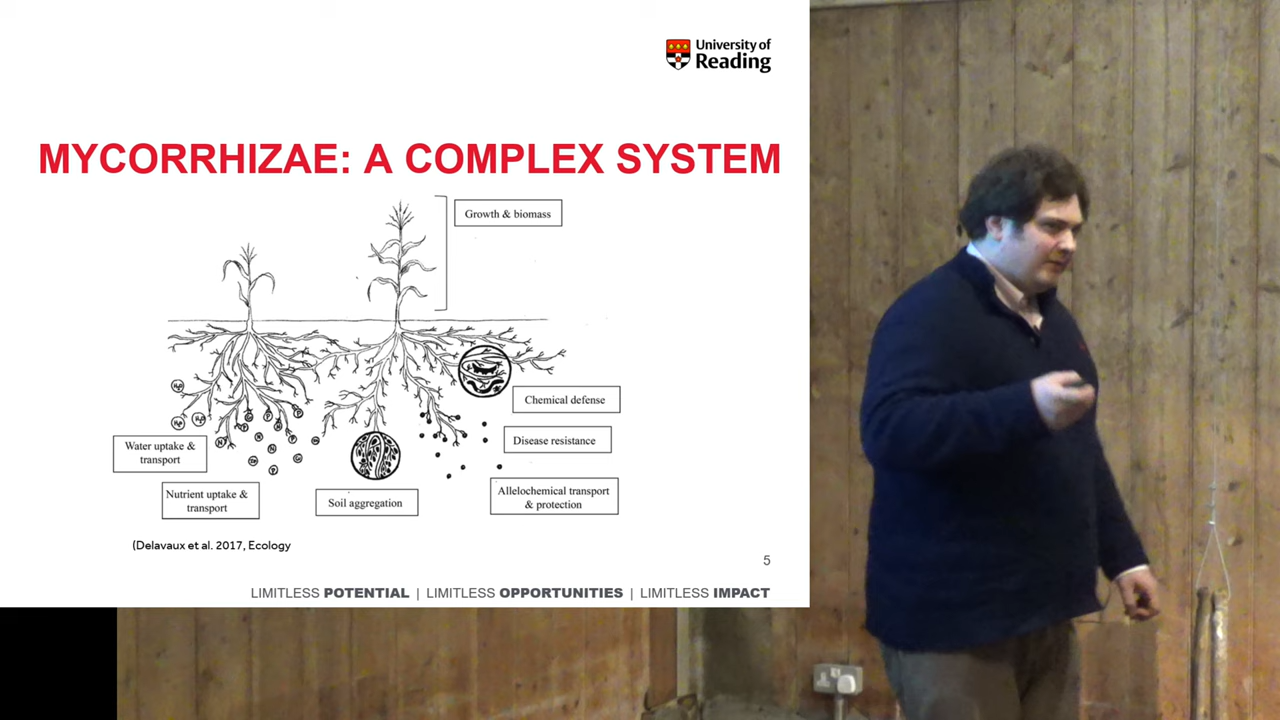 University of
Reading
MYCORRHIZAE: A COMPLEX SYSTEM
Growth & biomass
Chemical defense
Disease resistance
Water uptake &
transport
Nutrient uptake &
transport
Soil aggregation
Allelochemical transport
& protection
(Delavaux et al. 2017, Ecology
5
LIMITLESS POTENTIAL | LIMITLESS OPPORTUNITIES | LIMITLESS IMPACT